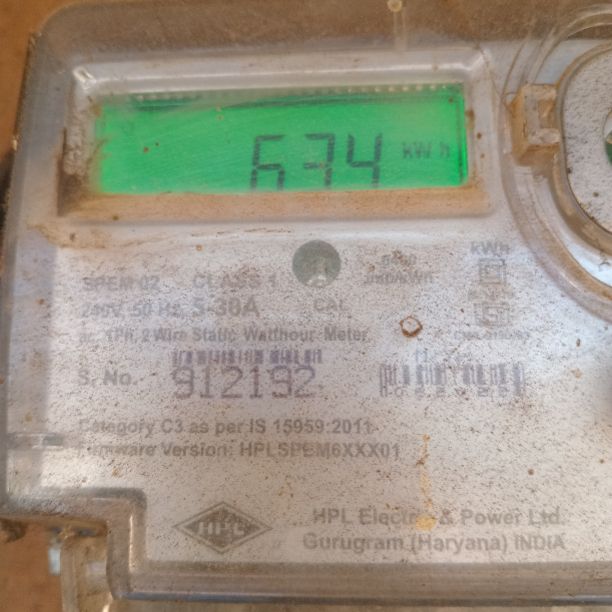 634 kWh
SPEM 02 CLASS 1
240V, 50 Hz, 5-30A CAL
kWh
ac, 1Ph, 2 Wire Static Watthour Meter
S. No. 912192
Category C3 as per IS 15959:2011
Firmware Version: HPLSPEM6XXX01
HPL
HPL Electric & Power Ltd.
Gurugram (Haryana) INDIA